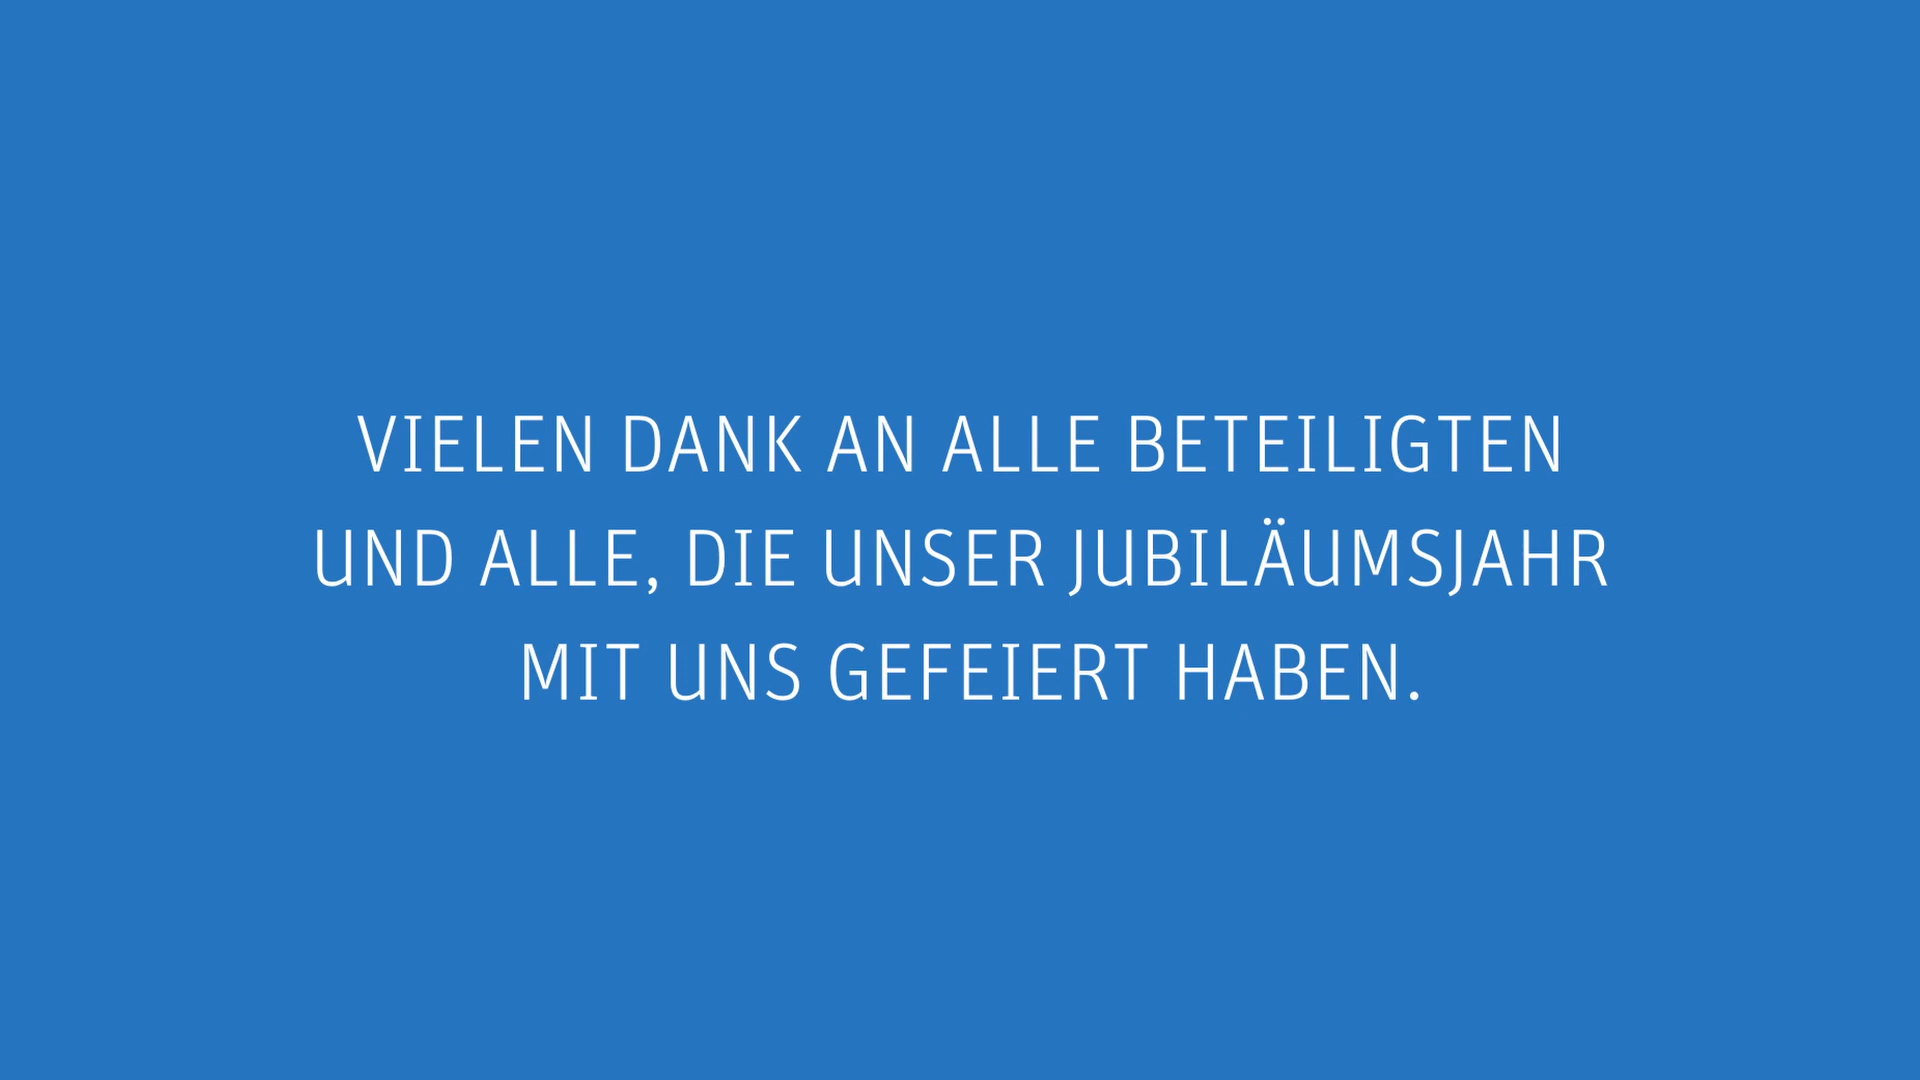 VIELEN DANK AN ALLE BETEILIGTEN
UND ALLE, DIE UNSER JUBILÄUMSJAHR
MIT UNS GEFEIERT HABEN.